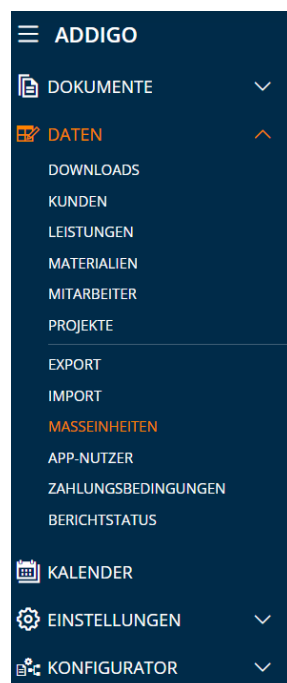 ADDIGO
DOKUMENTE
DATEN
DOWNLOADS
KUNDEN
LEISTUNGEN
MATERIALIEN
MITARBEITER
PROJEKTE
EXPORT
IMPORT
MASSEINHEITEN
APP-NUTZER
ZAHLUNGSBEDINGUNGEN
BERICHTSTATUS
KALENDER
EINSTELLUNGEN
KONFIGURATOR